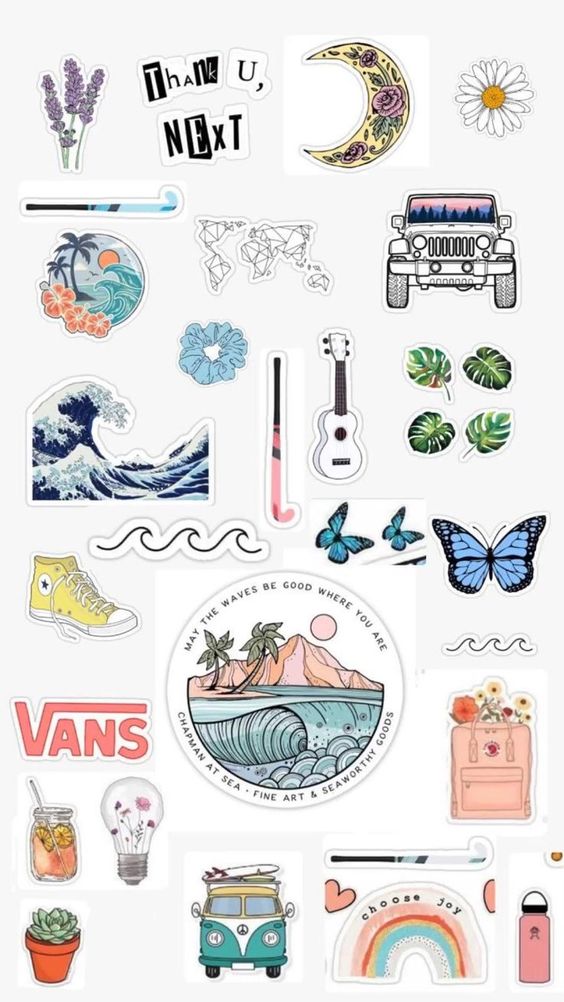 THANK U,
NEXT
MAY THE WAVES BE GOOD WHERE YOU ARE
CHAPMAN AT SEA · FINE ART & SEAWORTHY GOODS
VANS
choose joy